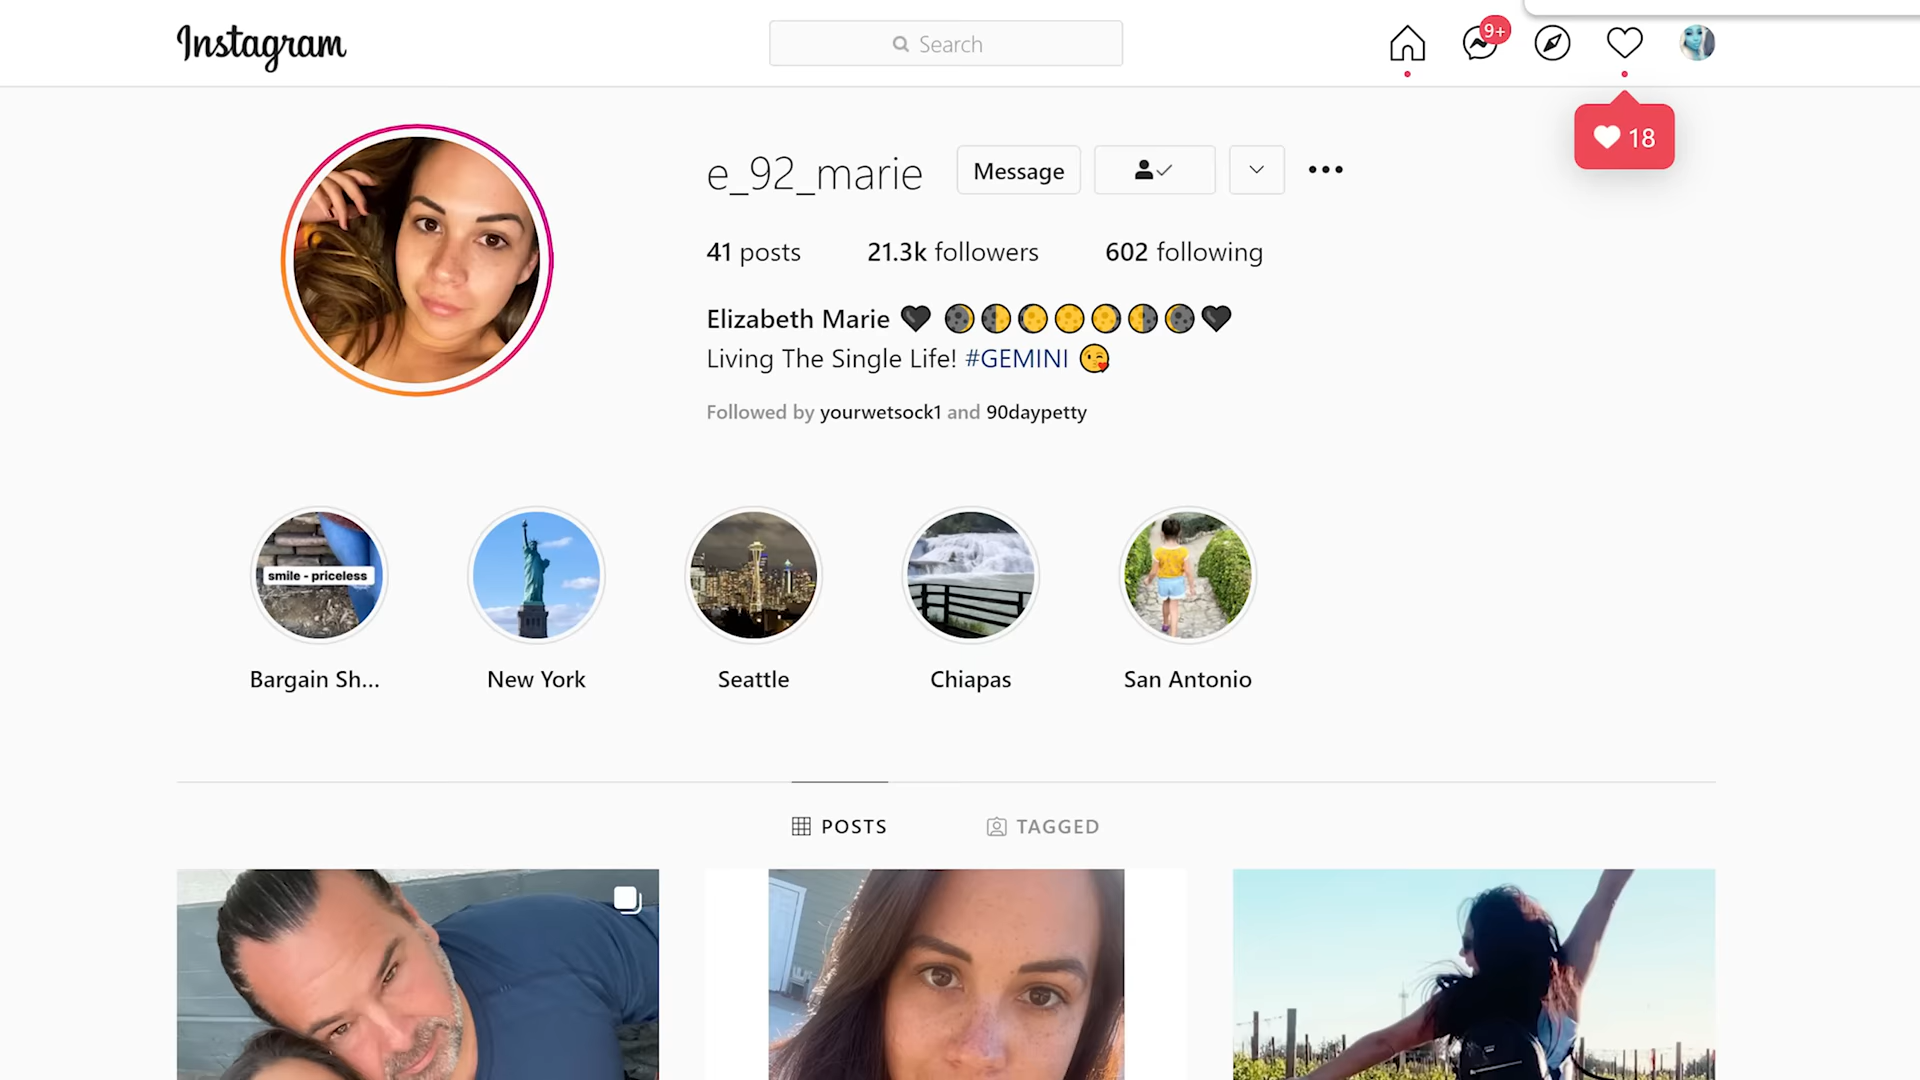 Instagram
Search
9+
18
e_92_marie
Message
41 posts 21.3k followers 602 following
Elizabeth Marie 🖤 🌒🌓🌔🌕🌖🌗🌘🖤
Living The Single Life! #GEMINI 😘
Followed by yourwetsock1 and 90daypetty
smile - priceless
Bargain Sh...
New York
Seattle
Chiapas
San Antonio
POSTS
TAGGED